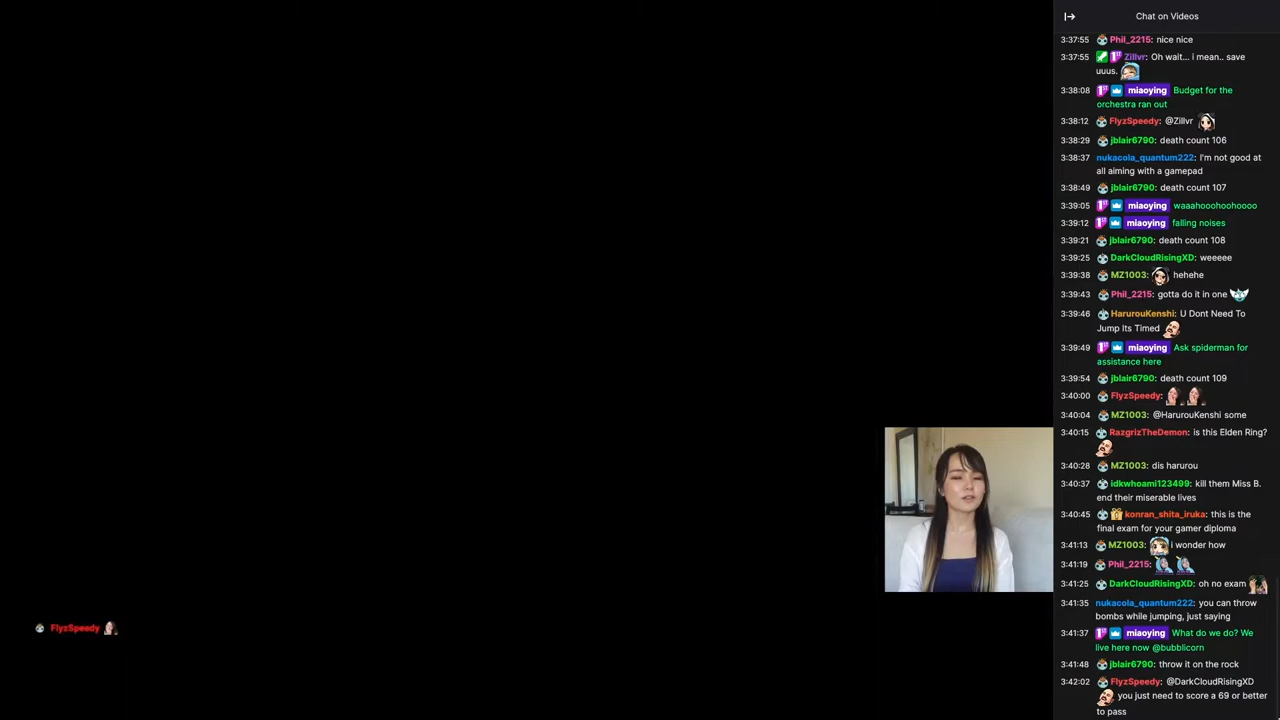 Chat on Videos
3:37:55 Phil_2215: nice nice
3:37:55 Zillvr: Oh wait... i mean.. save
uuus.
3:38:08 miaoying Budget for the
orchestra ran out
3:38:12 FlyzSpeedy: @Zillvr
3:38:29 jblair6790: death count 106
3:38:37 nukacola_quantum222: I'm not good at
all aiming with a gamepad
3:38:49 jblair6790: death count 107
3:39:05 miaoying waaahooohoohoooo
3:39:12 miaoying falling noises
3:39:21 jblair6790: death count 108
3:39:25 DarkCloudRisingXD: weeeee
3:39:38 MZ1003: hehehe
3:39:43 Phil_2215: gotta do it in one
3:39:46 HarurouKenshi: U Dont Need To
Jump Its Timed
3:39:49 miaoying Ask spiderman for
assistance here
3:39:54 jblair6790: death count 109
3:40:00 FlyzSpeedy:
3:40:04 MZ1003: @HarurouKenshi some
3:40:15 RazgrizTheDemon: is this Elden Ring?
3:40:28 MZ1003: dis harurou
3:40:37 idkwhoami123499: kill them Miss B.
end their miserable lives
3:40:45 konran_shita_iruka: this is the
final exam for your gamer diploma
3:41:13 MZ1003: i wonder how
3:41:19 Phil_2215:
3:41:25 DarkCloudRisingXD: oh no exam
3:41:35 nukacola_quantum222: you can throw
bombs while jumping, just saying
3:41:37 miaoying What do we do? We
live here now @bubblicorn
3:41:48 jblair6790: throw it on the rock
3:42:02 FlyzSpeedy: @DarkCloudRisingXD
you just need to score a 69 or better
to pass
FlyzSpeedy